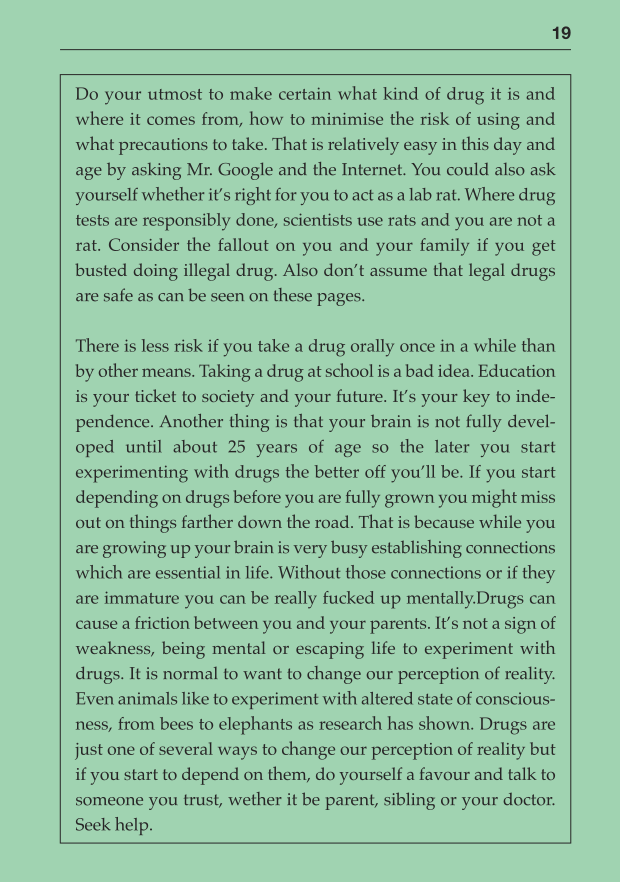 19
Do your utmost to make certain what kind of drug it is and
where it comes from, how to minimise the risk of using and
what precautions to take. That is relatively easy in this day and
age by asking Mr. Google and the Internet. You could also ask
yourself whether it's right for you to act as a lab rat. Where drug
tests are responsibly done, scientists use rats and you are not a
rat. Consider the fallout on you and your family if you get
busted doing illegal drug. Also don't assume that legal drugs
are safe as can be seen on these pages.
There is less risk if you take a drug orally once in a while than
by other means. Taking a drug at school is a bad idea. Education
is your ticket to society and your future. It's your key to inde-
pendence. Another thing is that your brain is not fully devel-
oped until about 25 years of age so the later you start
experimenting with drugs the better off you'll be. If you start
depending on drugs before you are fully grown you might miss
out on things farther down the road. That is because while you
are growing up your brain is very busy establishing connections
which are essential in life. Without those connections or if they
are immature you can be really fucked up mentally.Drugs can
cause a friction between you and your parents. It's not a sign of
weakness, being mental or escaping life to experiment with
drugs. It is normal to want to change our perception of reality.
Even animals like to experiment with altered state of conscious-
ness, from bees to elephants as research has shown. Drugs are
just one of several ways to change our perception of reality but
if you start to depend on them, do yourself a favour and talk to
someone you trust, wether it be parent, sibling or your doctor.
Seek help.